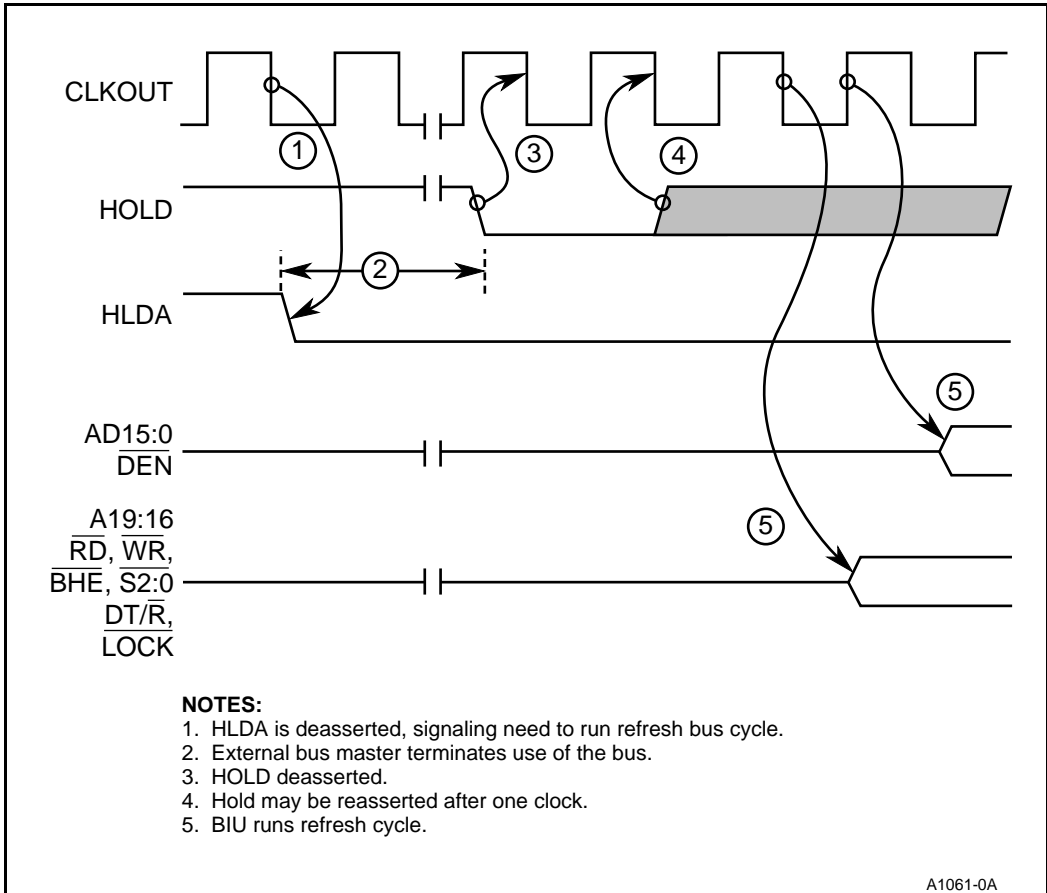 CLKOUT
1
3
4
HOLD
2
HLDA
5
AD15:0
DEN
5
A19:16
RD, WR,
BHE, S2:0
DT/R,
LOCK
NOTES:
1. HLDA is deasserted, signaling need to run refresh bus cycle.
2. External bus master terminates use of the bus.
3. HOLD deasserted.
4. Hold may be reasserted after one clock.
5. BIU runs refresh cycle.
A1061-0A